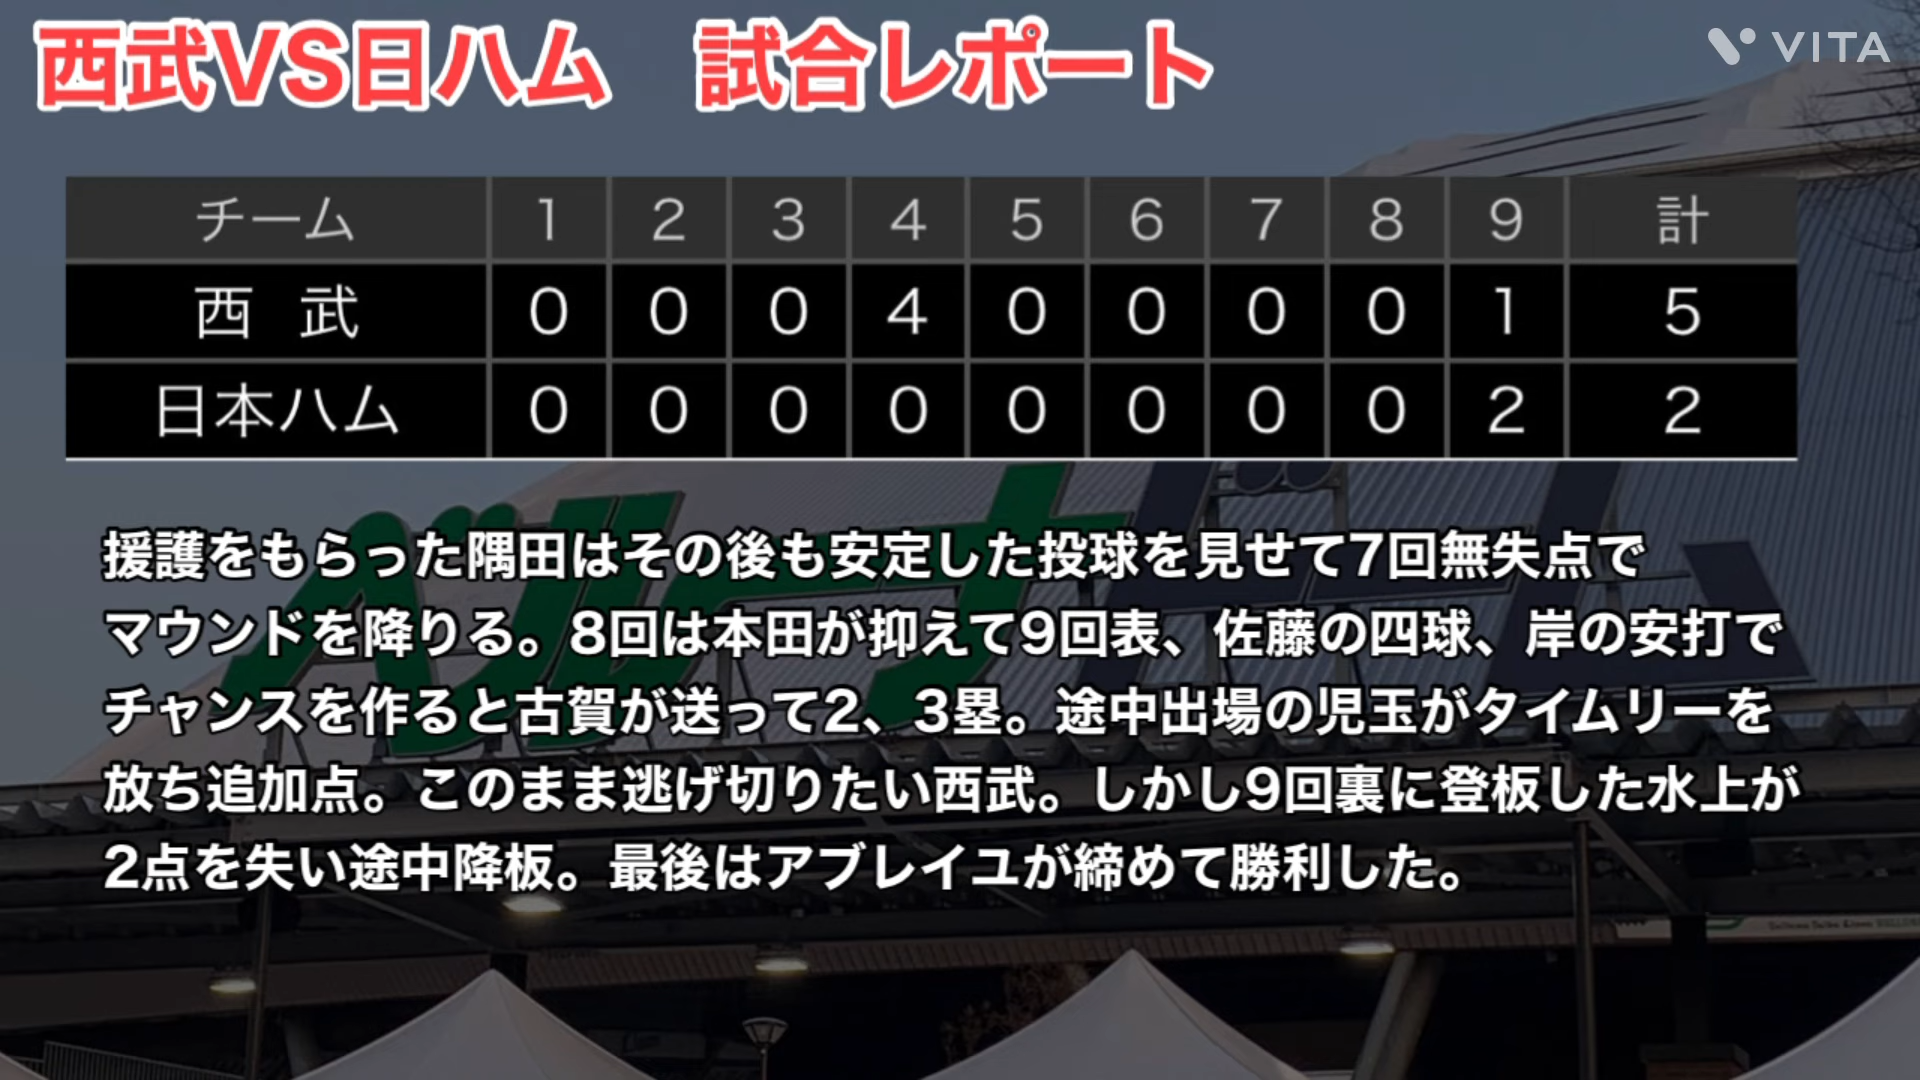 西武VS日ハム　試合レポート
VITA
チーム 1 2 3 4 5 6 7 8 9 計
西武 0 0 0 4 0 0 0 0 1 5
日本ハム 0 0 0 0 0 0 0 0 2 2
ベルーナドーム
援護をもらった隅田はその後も安定した投球を見せて7回無失点で
マウンドを降りる。8回は本田が抑えて9回表、佐藤の四球、岸の安打で
チャンスを作ると古賀が送って2、3塁。途中出場の児玉がタイムリーを
放ち追加点。このまま逃げ切りたい西武。しかし9回裏に登板した水上が
2点を失い途中降板。最後はアブレイユが締めて勝利した。